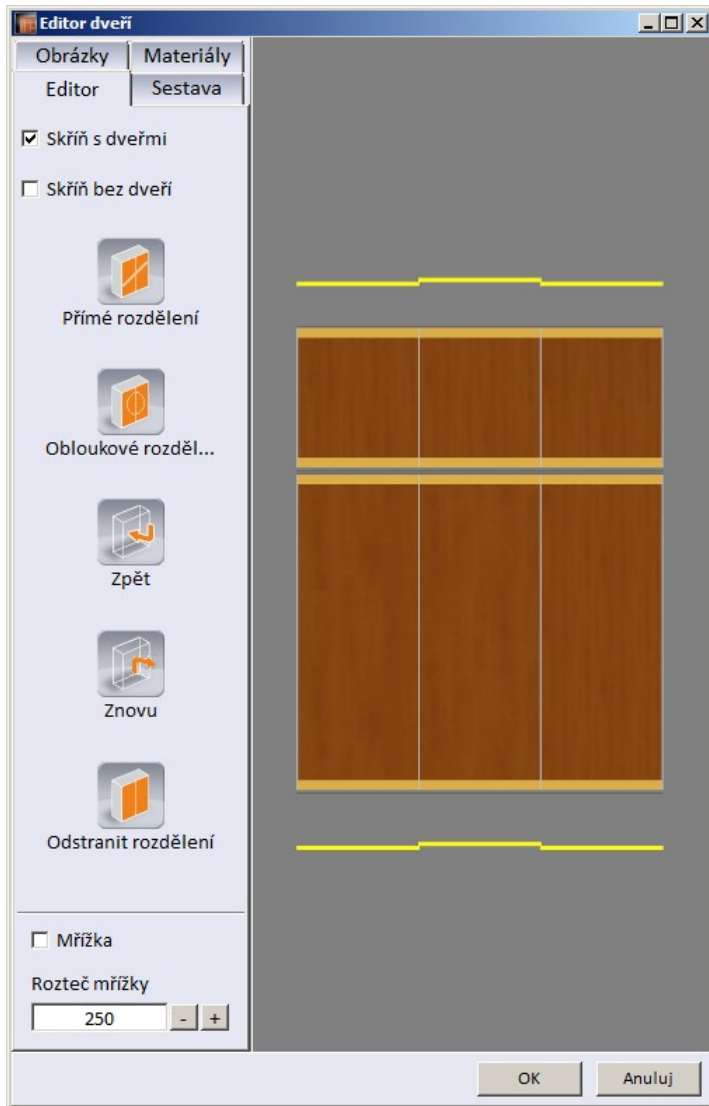 Editor dveří
Obrázky Materiály
Editor Sestava
Skříň s dveřmi
Skříň bez dveří
Přímé rozdělení
Obloukové rozděl...
Zpět
Znovu
Odstranit rozdělení
Mřížka
Rozteč mřížky
250 - +
OK Anuluj